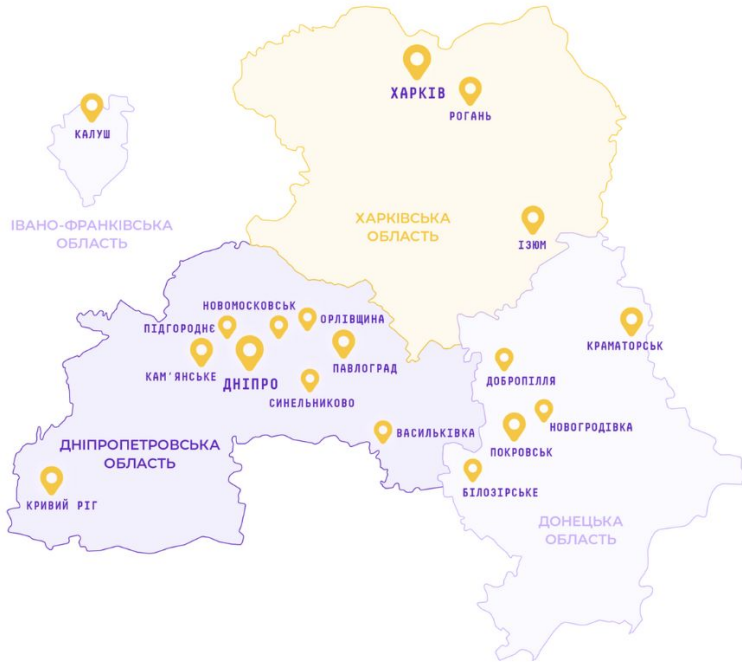 ХАРКІВ
РОГАНЬ
КАЛУШ
ІВАНО-ФРАНКІВСЬКА
ОБЛАСТЬ
ХАРКІВСЬКА
ОБЛАСТЬ
ІЗЮМ
НОВОМОСКОВСЬК
ОРЛІВЩИНА
ПІДГОРОДНЄ
КРАМАТОРСЬК
КАМ'ЯНСЬКЕ
ДНІПРО
ПАВЛОГРАД
ДОБРОПІЛЛЯ
СИНЕЛЬНИКОВО
ВАСИЛЬКІВКА
НОВОГРОДІВКА
ДНІПРОПЕТРОВСЬКА
ОБЛАСТЬ
ПОКРОВСЬК
БІЛОЗІРСЬКЕ
КРИВИЙ РІГ
ДОНЕЦЬКА
ОБЛАСТЬ